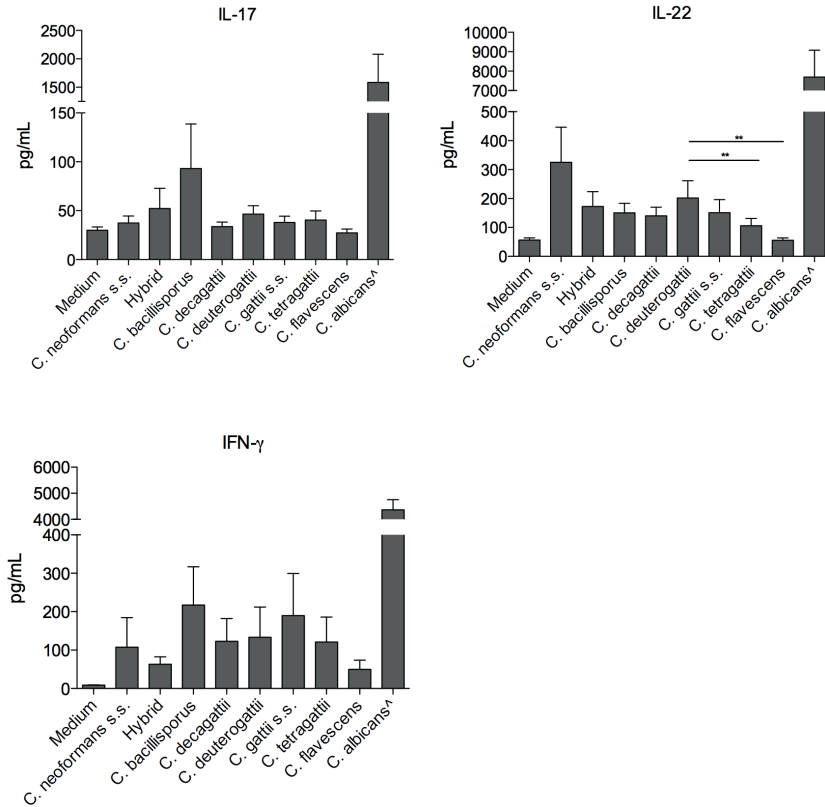 IL-17
pg/mL
2500
2000
1500
1000
150
100
50
0
Medium
C. neoformans s.s.
Hybrid
C. bacillisporus
C. decagattii
C. deuterogattii
C. gattii s.s.
C. tetragattii
C. flavescens
C. albicans^
IL-22
pg/mL
10000
9000
8000
7000
6000
500
400
300
200
100
0
**
**
Medium
C. neoformans s.s.
Hybrid
C. bacillisporus
C. decagattii
C. deuterogattii
C. gattii s.s.
C. tetragattii
C. flavescens
C. albicans^
IFN-γ
pg/mL
6000
5000
4000
400
300
200
100
0
Medium
C. neoformans s.s.
Hybrid
C. bacillisporus
C. decagattii
C. deuterogattii
C. gattii s.s.
C. tetragattii
C. flavescens
C. albicans^